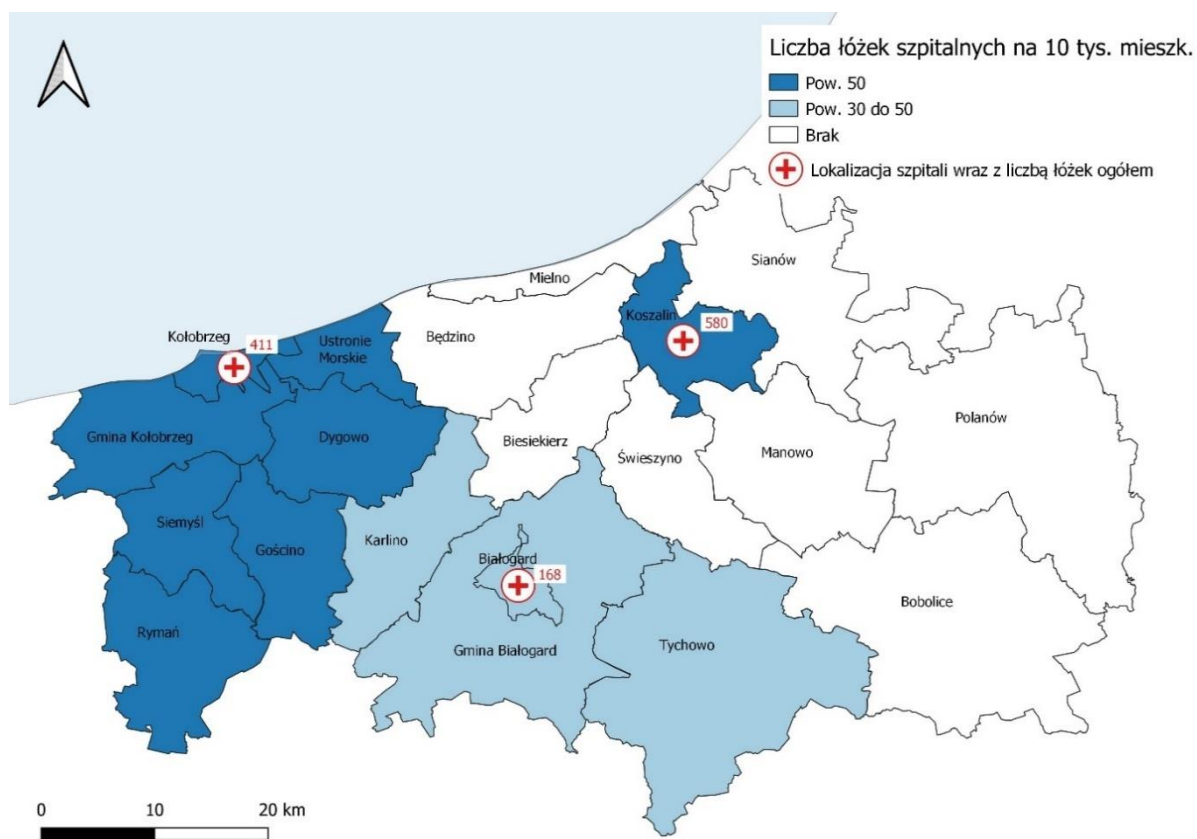 Liczba łóżek szpitalnych na 10 tys. mieszk.
Pow. 50
Pow. 30 do 50
Brak
Lokalizacja szpitali wraz z liczbą łóżek ogółem
Sianów
Mielno
Koszalin
580
Kołobrzeg
411
Ustronie
Morskie
Będzino
Polanów
Gmina Kołobrzeg
Dygowo
Biesiekierz
Świeszyno
Manowo
Siemyśl
Gościno
Karlino
Białogard
168
Bobolice
Rymań
Gmina Białogard
Tychowo
0 10 20 km